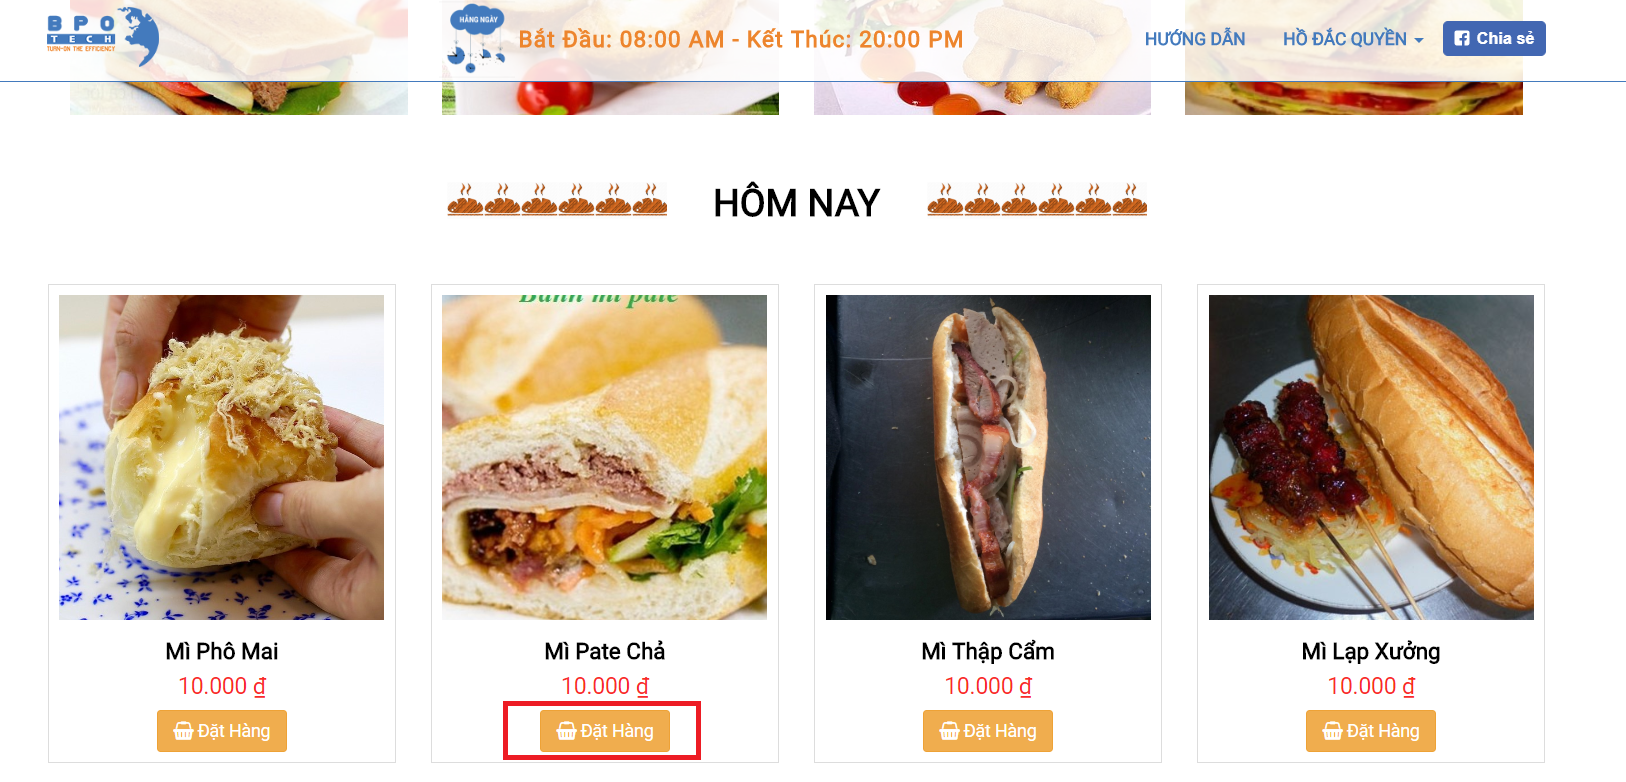 BPO
TECH
TURN-ON THE EFFICIENCY
HÀNG NGÀY
Bắt Đầu: 08:00 AM - Kết Thúc: 20:00 PM
HƯỚNG DẪN
HỒ ĐẮC QUYỀN
Chia sẻ
HÔM NAY
Bánh mì pate
Mì Phô Mai
10.000 ₫
Đặt Hàng
Mì Pate Chả
10.000 ₫
Đặt Hàng
Mì Thập Cẩm
10.000 ₫
Đặt Hàng
Mì Lạp Xưởng
10.000 ₫
Đặt Hàng